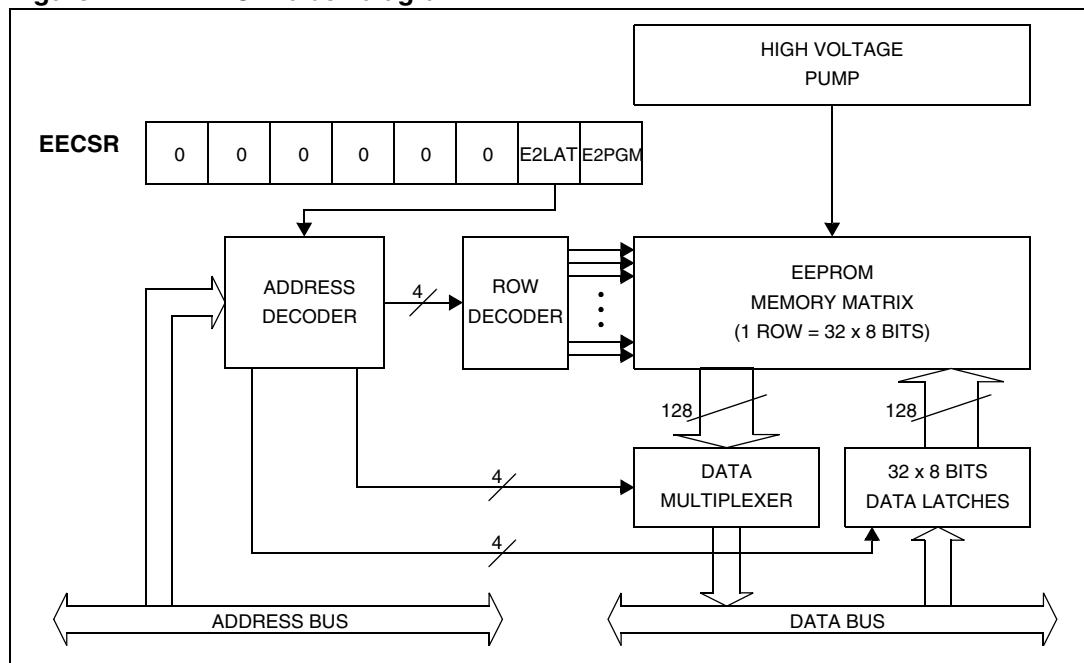 HIGH VOLTAGE
PUMP
EECSR
0 0 0 0 0 0 E2LAT E2PGM
ADDRESS
DECODER
4
ROW
DECODER
EEPROM
MEMORY MATRIX
(1 ROW = 32 x 8 BITS)
128
128
4
DATA
MULTIPLEXER
32 x 8 BITS
DATA LATCHES
4
ADDRESS BUS
DATA BUS